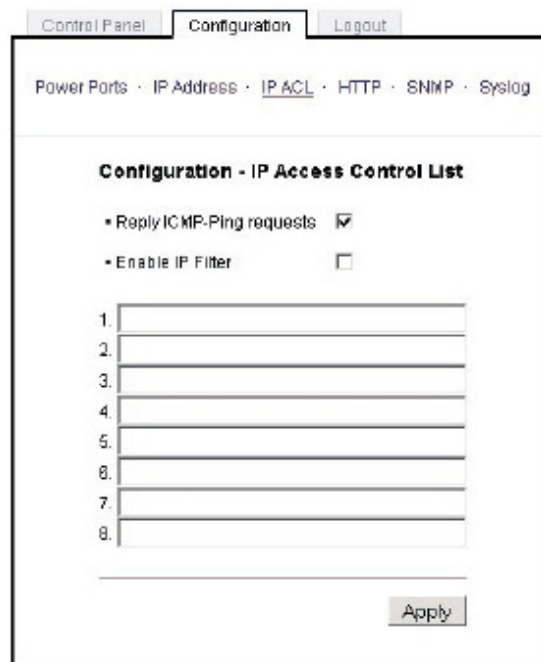 Control Panel Configuration Logout
Power Ports · IP Address · IP ACL · HTTP · SNMP · Syslog
Configuration - IP Access Control List
• Reply ICMP-Ping requests
• Enable IP Filter
1.
2.
3.
4.
5.
6.
7.
8.
Apply